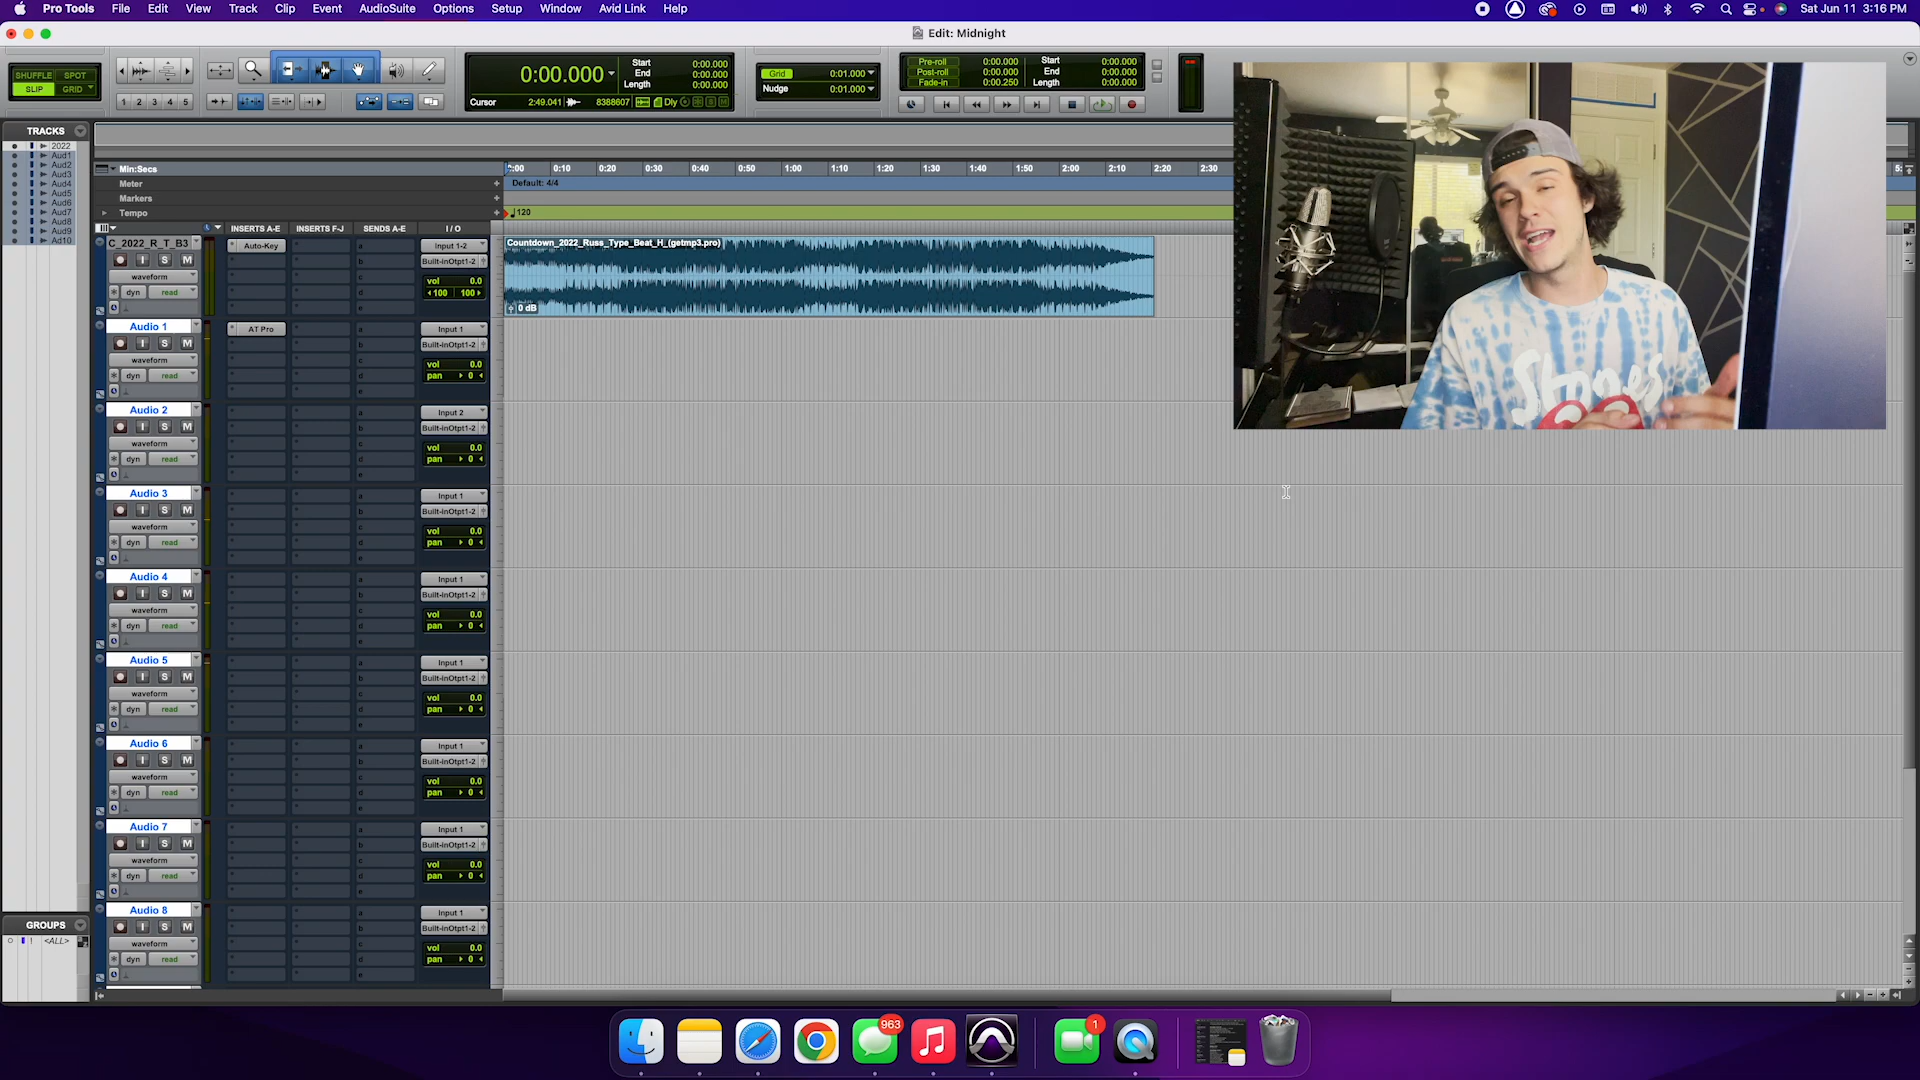 Pro Tools File Edit View Track Clip Event AudioSuite Options Setup Window Avid Link Help Sat Jun 11 3:16 PM
Edit: Midnight
SHUFFLE SPOT
SLIP GRID
1 2 3 4 5
0:00.000
Start 0:00.000
End 0:00.000
Length 0:00.000
Cursor 2:49.041 8388607 Dly
Grid 0:01.000
Nudge 0:01.000
Pre-roll 0:00.000
Post-roll 0:00.000
Fade-in 0:00.250
Start 0:00.000
End 0:00.000
Length 0:00.000
TRACKS
2022
Aud1
Aud2
Aud3
Aud4
Aud5
Aud6
Aud7
Aud8
Aud9
Ad10
Min:Secs 0:00 0:10 0:20 0:30 0:40 0:50 1:00 1:10 1:20 1:30 1:40 1:50 2:00 2:10 2:20 2:30
Meter Default: 4/4
Markers
Tempo 120
INSERTS A-E INSERTS F-J SENDS A-E I / O
C_2022_R_T_B3 Auto-Key Input 1-2
I S M Built-inOtpt1-2
waveform vol 0.0
dyn read 100 100
Countdown_2022_Russ_Type_Beat_H_(getmp3.pro)
0 dB
Audio 1 AT Pro Input 1
I S M Built-inOtpt1-2
waveform vol 0.0
dyn read pan 0
Audio 2 Input 2
I S M Built-inOtpt1-2
waveform vol 0.0
dyn read pan 0
Audio 3 Input 1
I S M Built-inOtpt1-2
waveform vol 0.0
dyn read pan 0
Audio 4 Input 1
I S M Built-inOtpt1-2
waveform vol 0.0
dyn read pan 0
Audio 5 Input 1
I S M Built-inOtpt1-2
waveform vol 0.0
dyn read pan 0
Audio 6 Input 1
I S M Built-inOtpt1-2
waveform vol 0.0
dyn read pan 0
Audio 7 Input 1
I S M Built-inOtpt1-2
waveform vol 0.0
dyn read pan 0
Audio 8 Input 1
I S M Built-inOtpt1-2
waveform vol 0.0
dyn read pan 0
GROUPS
<ALL>
Stones
963
1